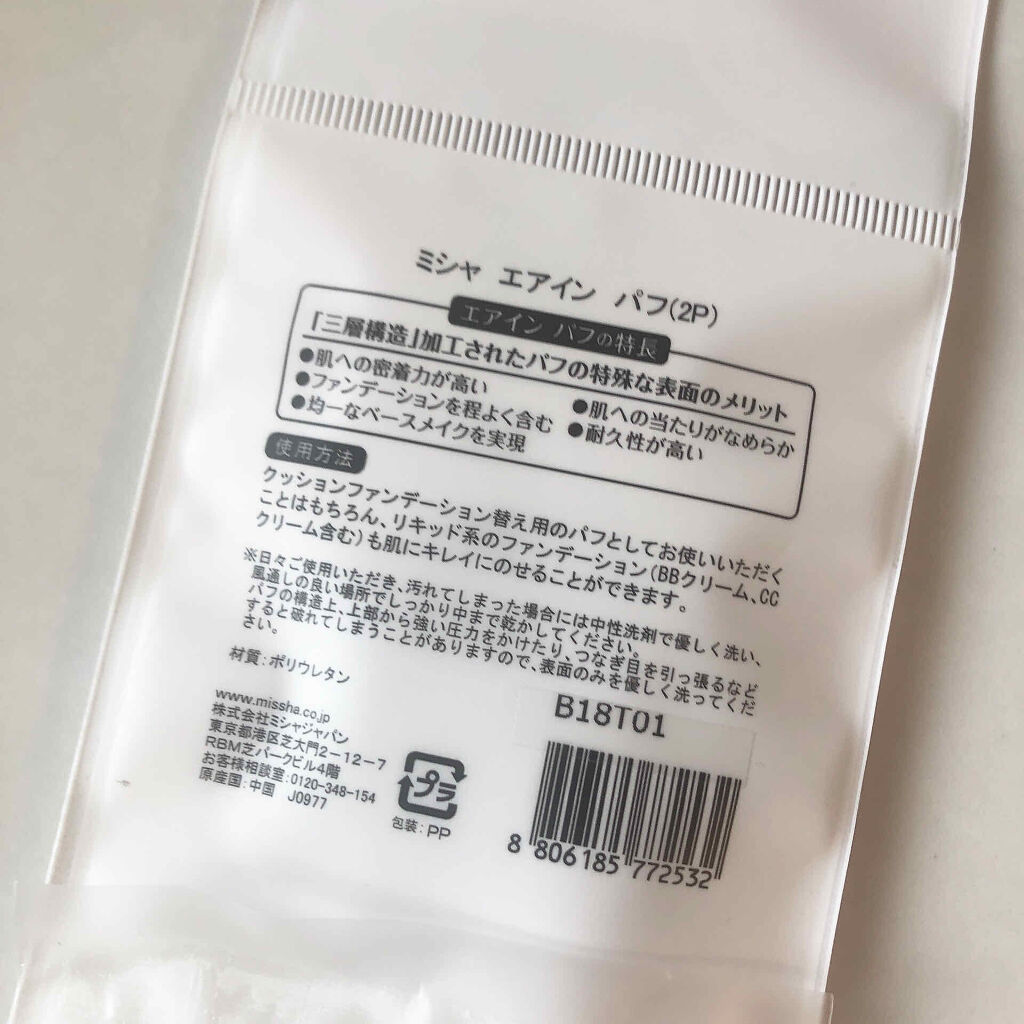 ミシャ エアイン パフ(2P)
エアイン パフの特長
「三層構造」加工されたパフの特殊な表面のメリット
●肌への密着力が高い
●ファンデーションを程よく含む
●均一なベースメイクを実現
●肌への当たりがなめらか
●耐久性が高い
使用方法
クッションファンデーション替え用のパフとしてお使いいただく
ことはもちろん、リキッド系のファンデーション(BBクリーム、CC
クリーム含む)も肌にキレイにのせることができます。
※日々ご使用いただき、汚れてしまった場合には中性洗剤で優しく洗い、
風通しの良い場所でしっかり中まで乾かしてください。
パフの構造上、上部から強い圧力をかけたり、つなぎ目を引っ張るなど
すると破れてしまうことがありますので、表面のみを優しく洗ってくだ
さい。
材質:ポリウレタン
www.missha.co.jp
株式会社ミシャジャパン
東京都港区芝大門2-12-7
RBM芝パークビル4階
お客様相談室:0120-348-154
原産国:中国 J0977
プラ
包装:PP
B18T01
8 806185 772532